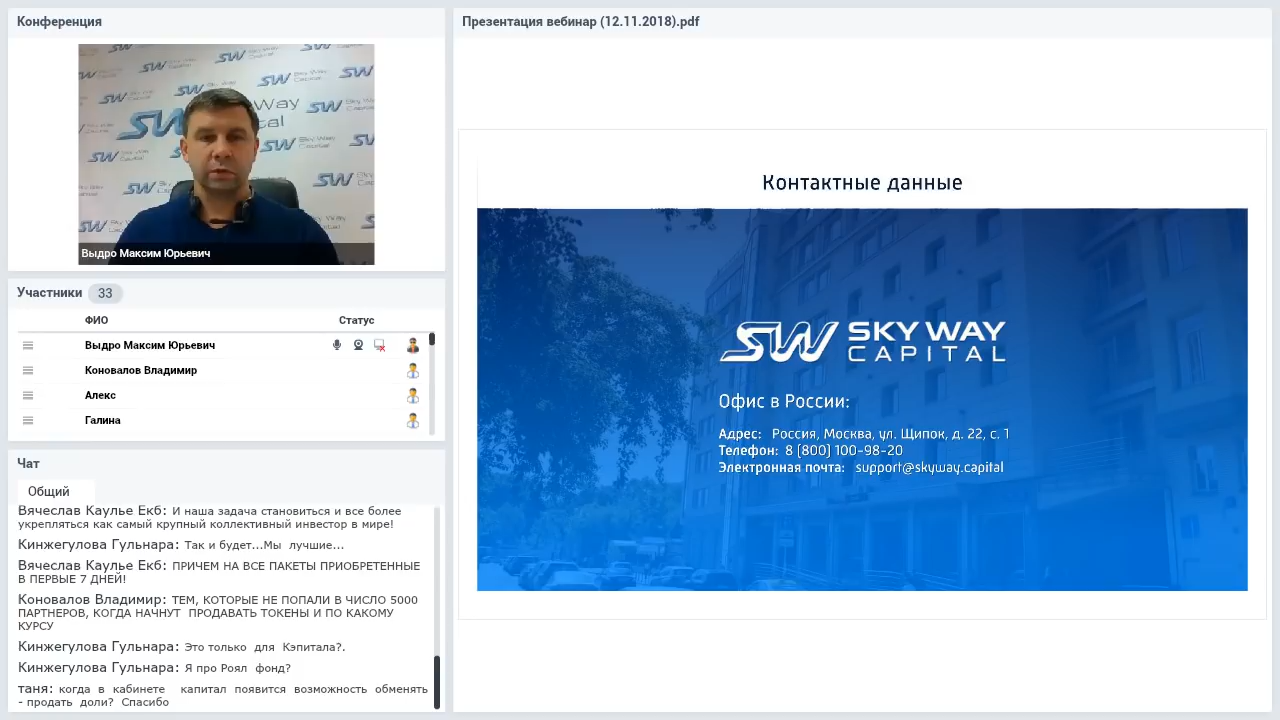 Конференция
SW Sky Way Capital
Выдро Максим Юрьевич
Участники 33
ФИО Статус
Выдро Максим Юрьевич
Коновалов Владимир
Алекс
Галина
Чат
Общий
Вячеслав Каулье Екб: И наша задача становиться и все более
укрепляться как самый крупный коллективный инвестор в мире!
Кинжегулова Гульнара: Так и будет...Мы лучшие...
Вячеслав Каулье Екб: ПРИЧЕМ НА ВСЕ ПАКЕТЫ ПРИОБРЕТЕННЫЕ
В ПЕРВЫЕ 7 ДНЕЙ!
Коновалов Владимир: ТЕМ, КОТОРЫЕ НЕ ПОПАЛИ В ЧИСЛО 5000
ПАРТНЕРОВ, КОГДА НАЧНУТ ПРОДАВАТЬ ТОКЕНЫ И ПО КАКОМУ
КУРСУ
Кинжегулова Гульнара: Это только для Кэпитала?.
Кинжегулова Гульнара: Я про Роял фонд?
таня: когда в кабинете капитал появится возможность обменять
- продать доли? Спасибо
Презентация вебинар (12.11.2018).pdf
Контактные данные
SW SKY WAY
CAPITAL
Офис в России:
Адрес: Россия, Москва, ул. Щипок, д. 22, с. 1
Телефон: 8 (800) 100-98-20
Электронная почта: support@skyway.capital